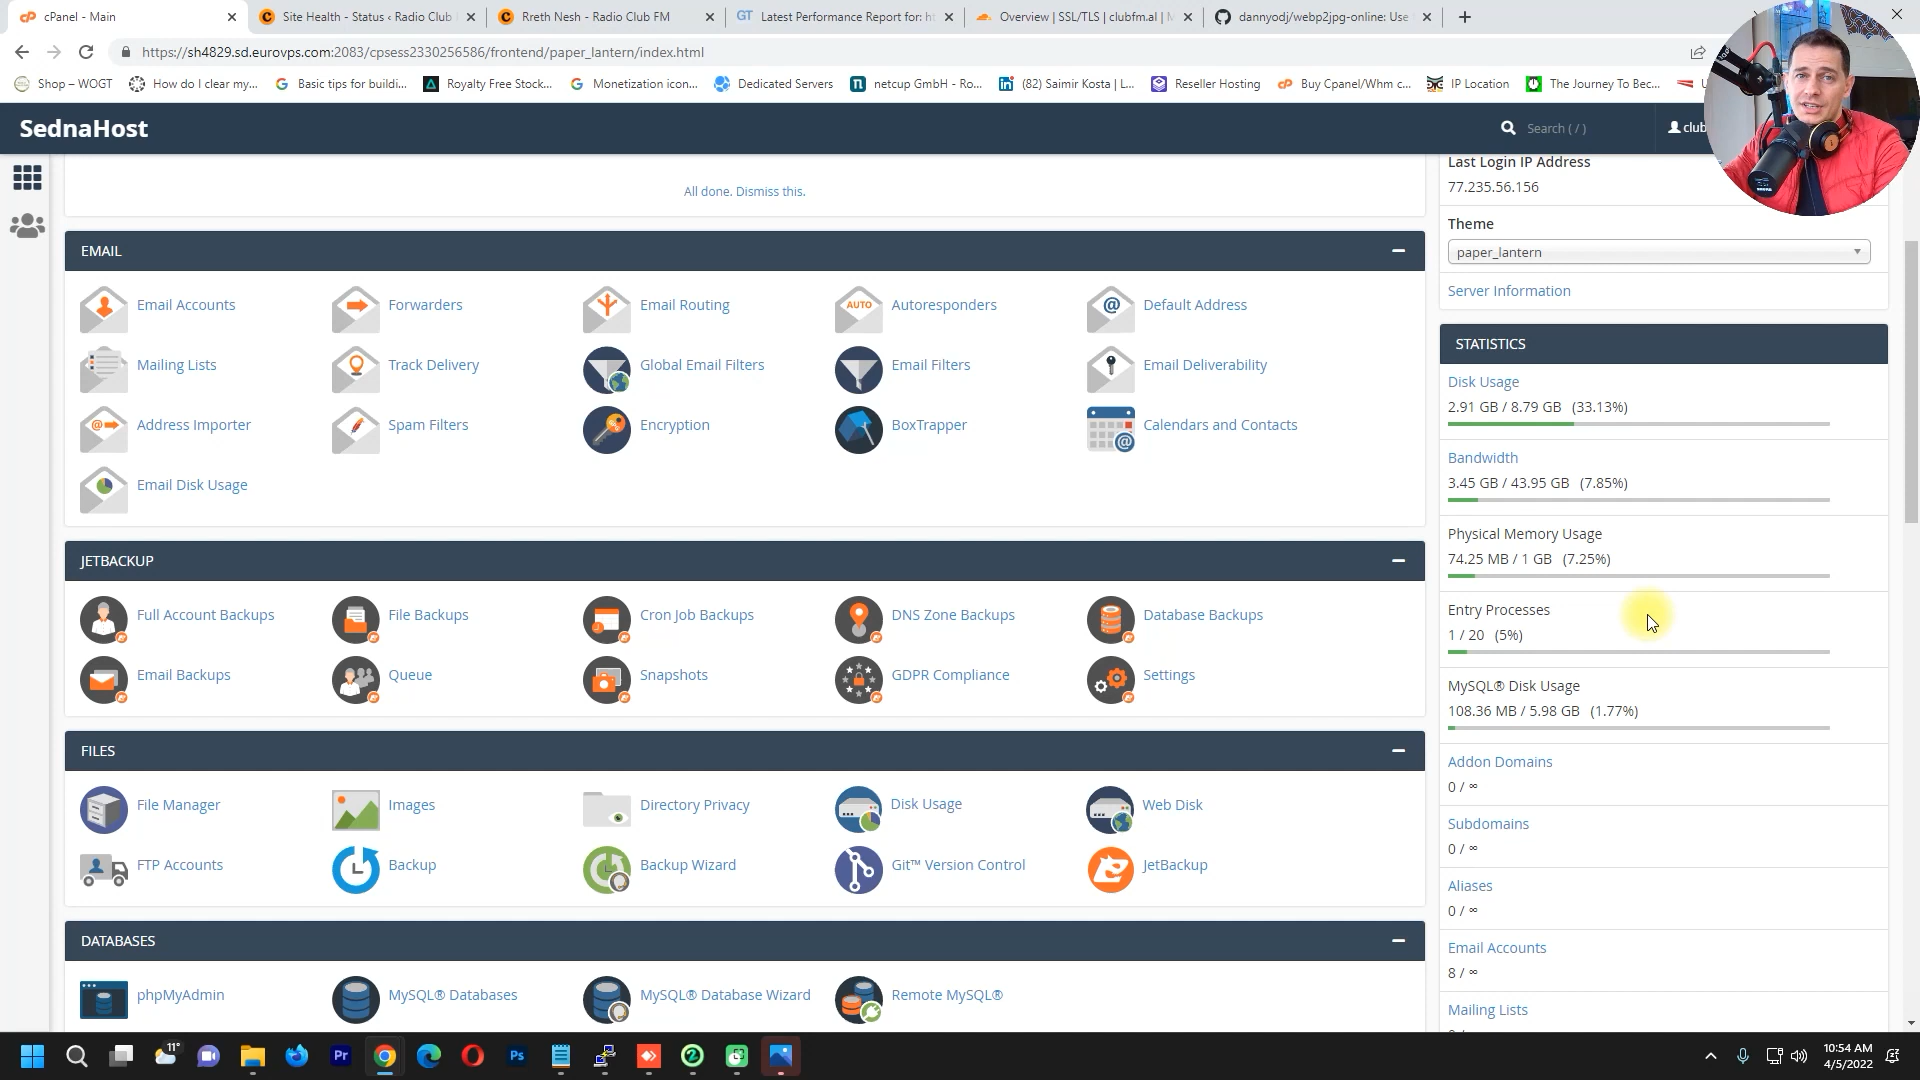 cPanel - Main
Site Health - Status ‹ Radio Club
Rreth Nesh - Radio Club FM
Latest Performance Report for: ht
Overview | SSL/TLS | clubfm.al | M
dannyodj/webp2jpg-online: Use
https://sh4829.sd.eurovps.com:2083/cpsess2330256586/frontend/paper_lantern/index.html
Shop – WOGT
How do I clear my...
Basic tips for buildi...
Royalty Free Stock...
Monetization icon...
Dedicated Servers
netcup GmbH - Ro...
(82) Saimir Kosta | L...
Reseller Hosting
Buy Cpanel/Whm c...
IP Location
The Journey To Bec...
SednaHost
Search ( / )
club
All done. Dismiss this.
EMAIL
Email Accounts
Forwarders
Email Routing
AUTO
Autoresponders
Default Address
Mailing Lists
Track Delivery
Global Email Filters
Email Filters
Email Deliverability
Address Importer
Spam Filters
Encryption
BoxTrapper
Calendars and Contacts
Email Disk Usage
JETBACKUP
Full Account Backups
File Backups
Cron Job Backups
DNS Zone Backups
Database Backups
Email Backups
Queue
Snapshots
GDPR Compliance
Settings
FILES
File Manager
Images
Directory Privacy
Disk Usage
Web Disk
FTP Accounts
Backup
Backup Wizard
Git™ Version Control
JetBackup
DATABASES
phpMyAdmin
MySQL® Databases
MySQL® Database Wizard
Remote MySQL®
Last Login IP Address
77.235.56.156
Theme
paper_lantern
Server Information
STATISTICS
Disk Usage
2.91 GB / 8.79 GB (33.13%)
Bandwidth
3.45 GB / 43.95 GB (7.85%)
Physical Memory Usage
74.25 MB / 1 GB (7.25%)
Entry Processes
1 / 20 (5%)
MySQL® Disk Usage
108.36 MB / 5.98 GB (1.77%)
Addon Domains
0 / ∞
Subdomains
0 / ∞
Aliases
0 / ∞
Email Accounts
8 / ∞
Mailing Lists
11°
Pr
Ps
10:54 AM
4/5/2022